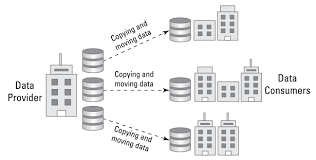 Copying and
moving data
Data
Provider
Copying and
moving data
Data
Consumers
Copying and
moving data